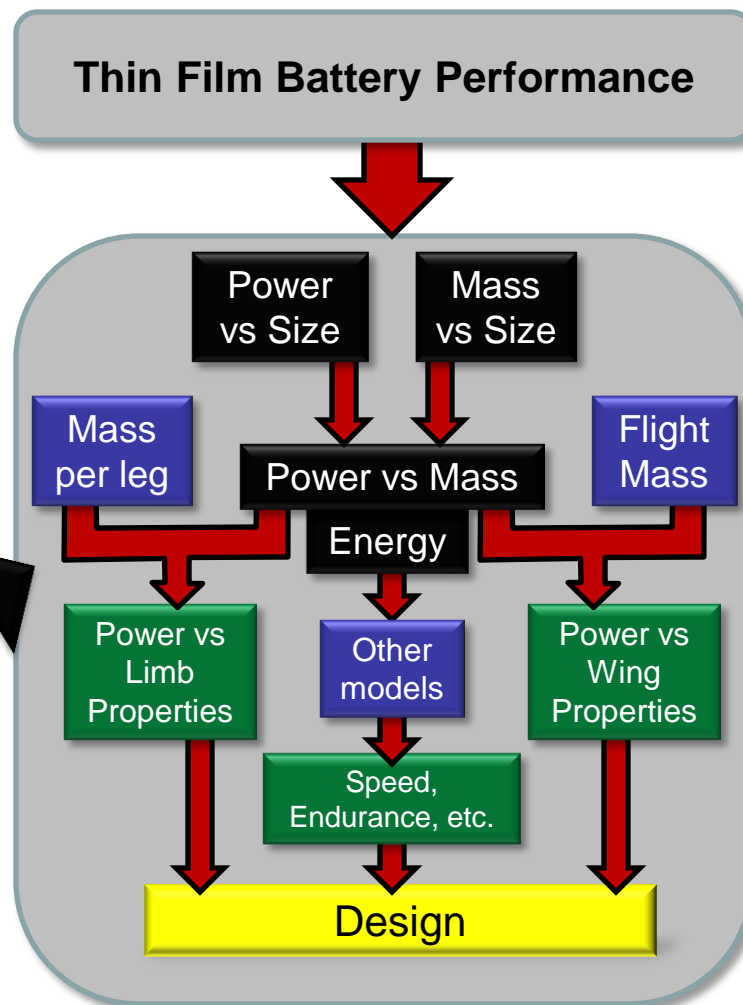 Thin Film Battery Performance
Power
vs Size
Mass
vs Size
Mass
per leg
Flight
Mass
Power vs Mass
Energy
Power vs
Limb
Properties
Other
models
Power vs
Wing
Properties
Speed,
Endurance, etc.
Design